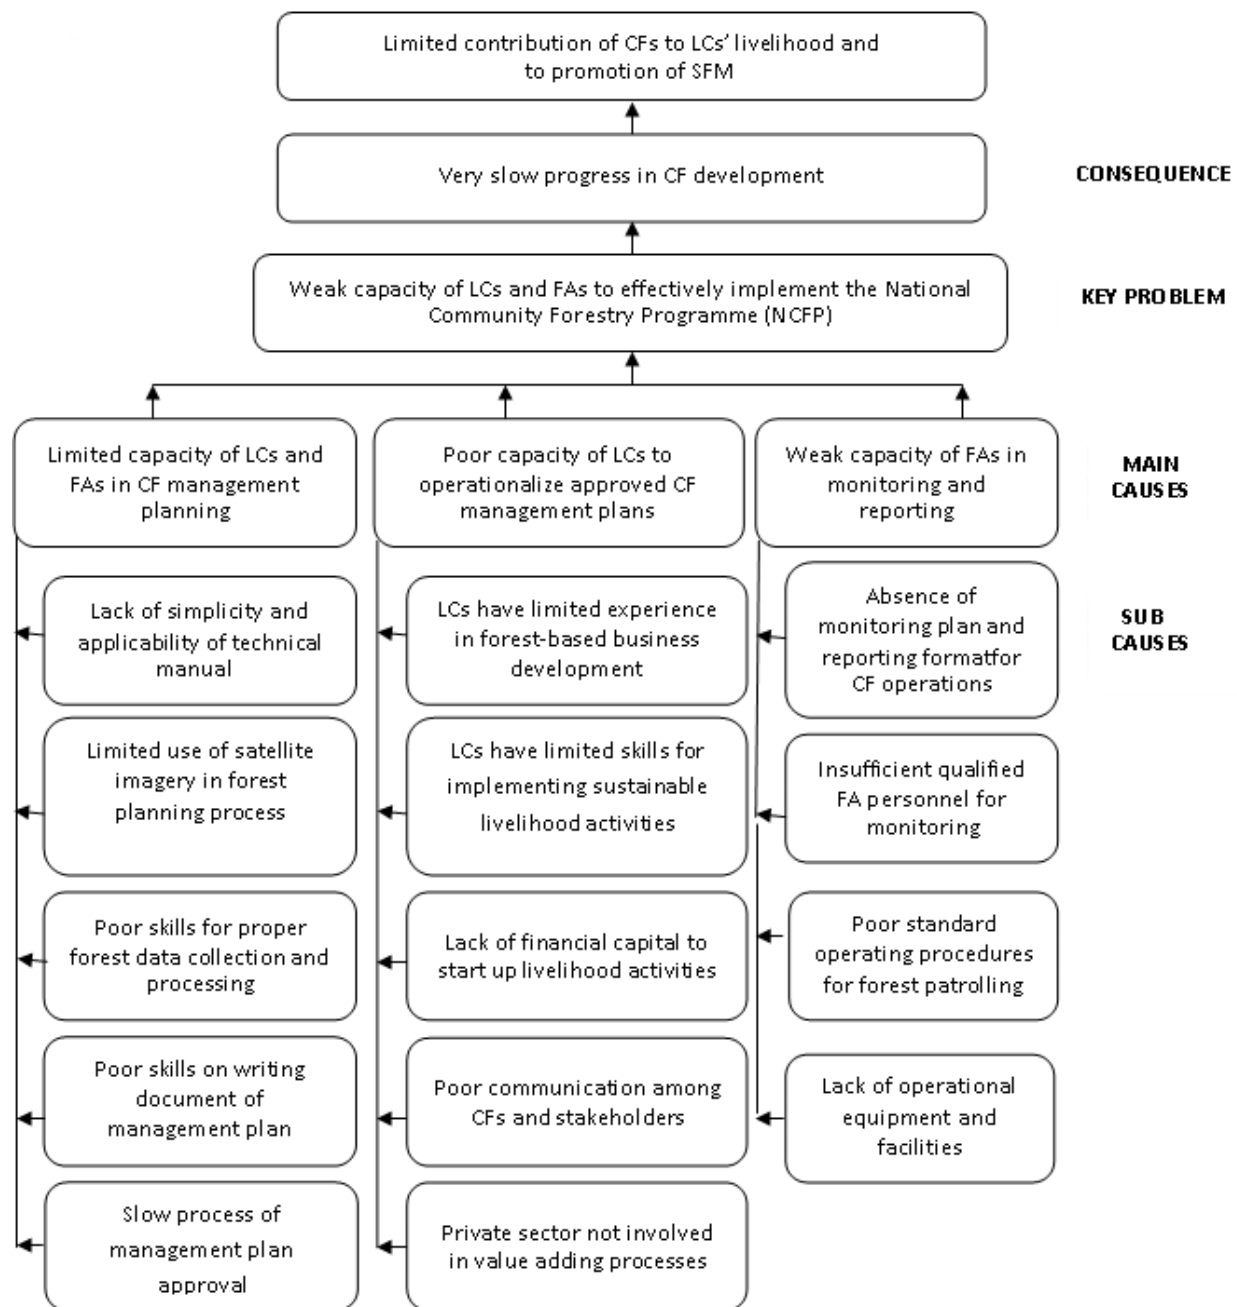 Limited contribution of CFs to LCs' livelihood and
to promotion of SFM
Very slow progress in CF development
CONSEQUENCE
Weak capacity of LCs and FAs to effectively implement the National
Community Forestry Programme (NCFP)
KEY PROBLEM
Limited capacity of LCs and
FAs in CF management
planning
Poor capacity of LCs to
operationalize approved CF
management plans
Weak capacity of FAs in
monitoring and
reporting
MAIN
CAUSES
Lack of simplicity and
applicability of technical
manual
LCs have limited experience
in forest-based business
development
Absence of
monitoring plan and
reporting formatfor
CF operations
SUB
CAUSES
Limited use of satellite
imagery in forest
planning process
LCs have limited skills for
implementing sustainable
livelihood activities
Insufficient qualified
FA personnel for
monitoring
Poor skills for proper
forest data collection and
processing
Lack of financial capital to
start up livelihood activities
Poor standard
operating procedures
for forest patrolling
Poor skills on writing
document of
management plan
Poor communication among
CFs and stakeholders
Lack of operational
equipment and
facilities
Slow process of
management plan
approval
Private sector not involved
in value adding processes